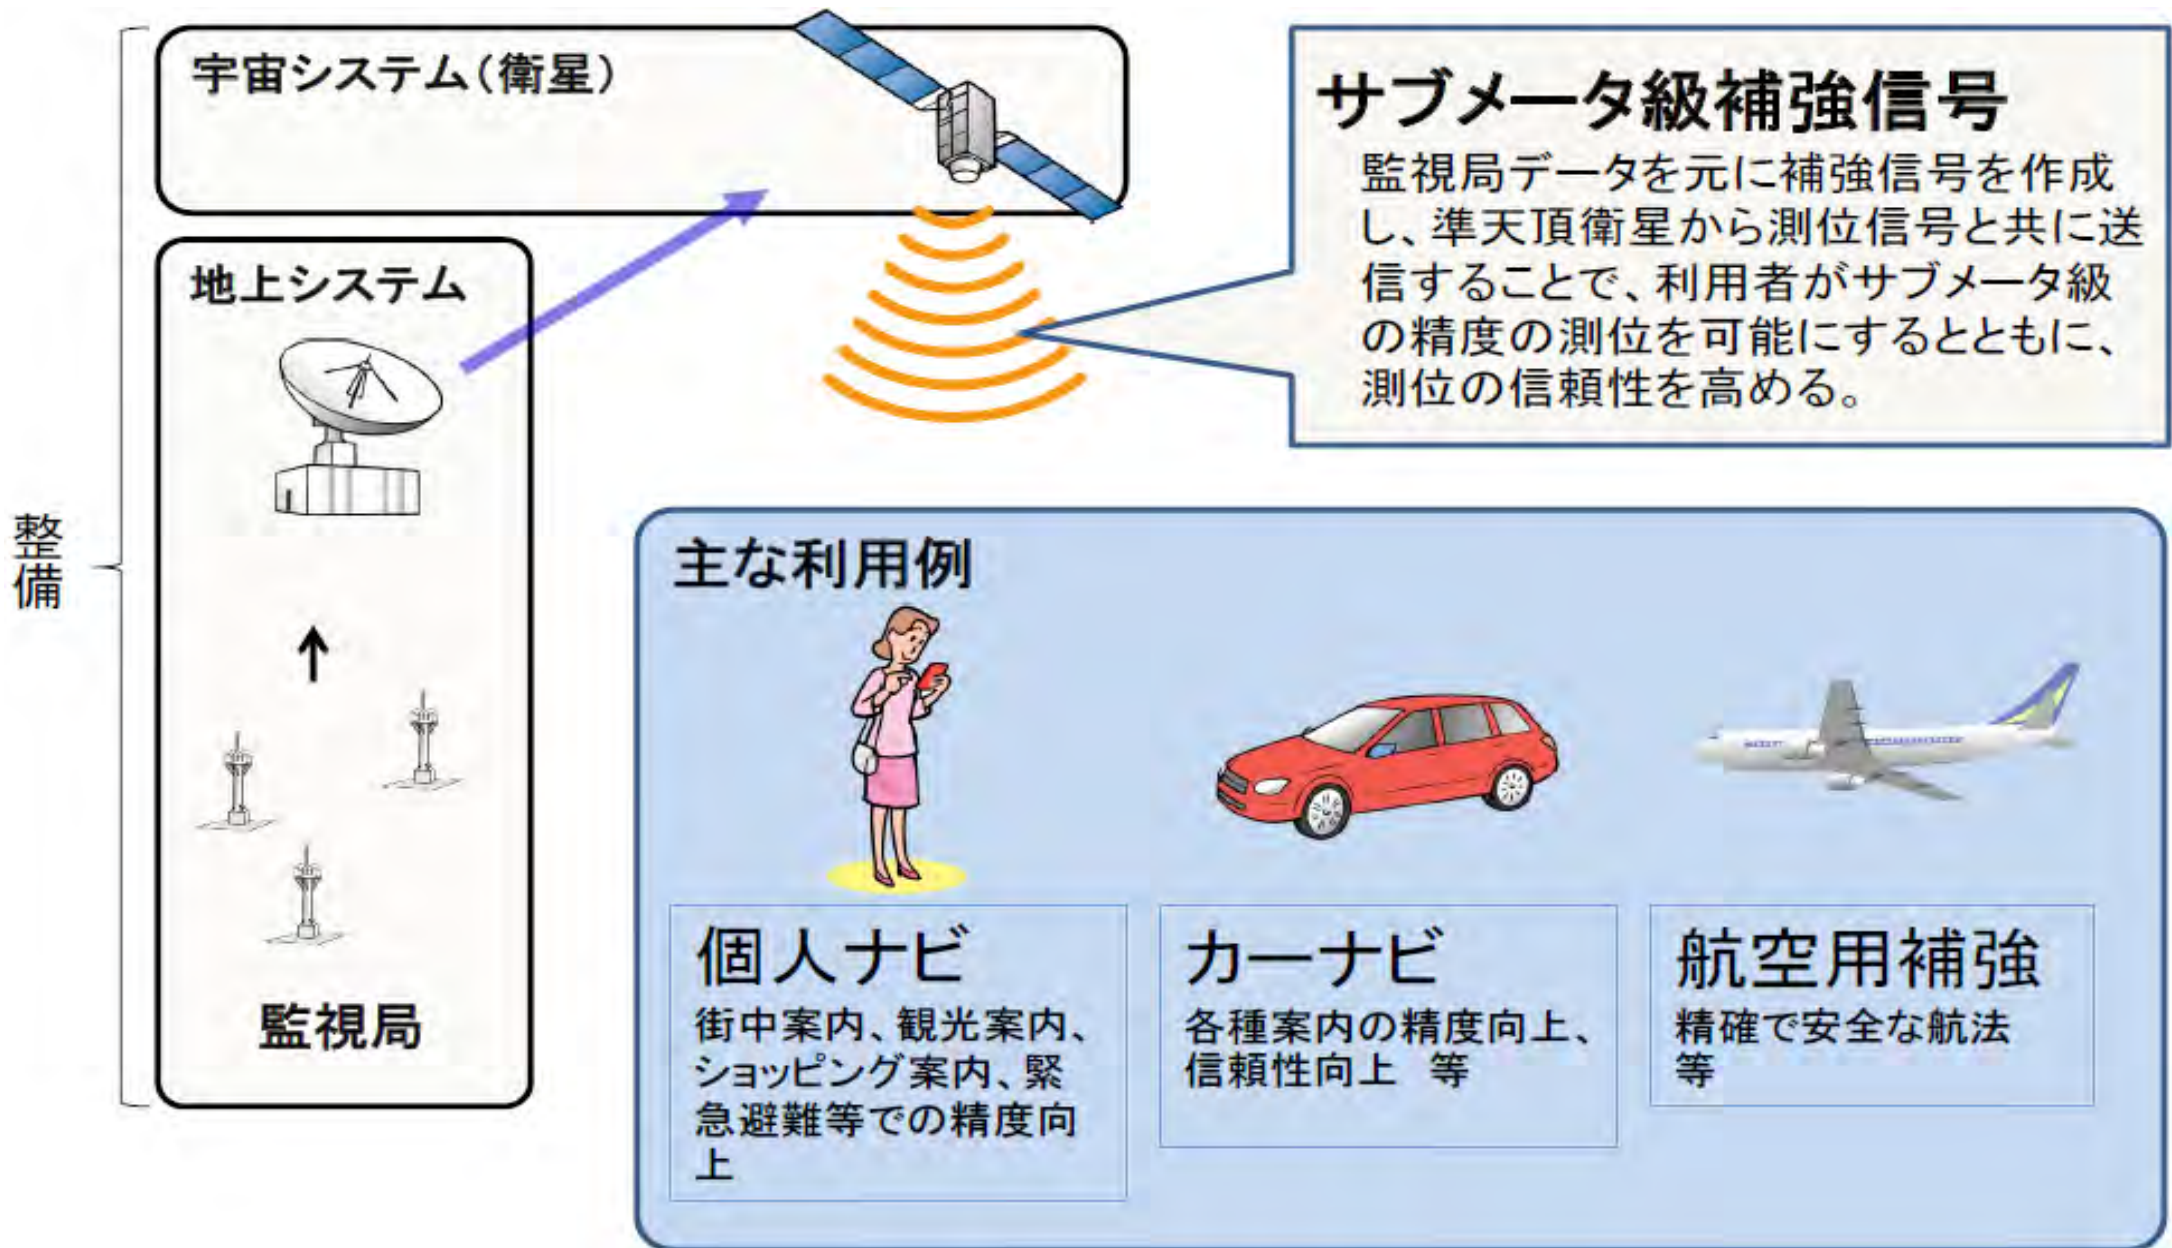 宇宙システム(衛星)
サブメータ級補強信号
監視局データを元に補強信号を作成
し、準天頂衛星から測位信号と共に送
信することで、利用者がサブメータ級
の精度の測位を可能にするとともに、
測位の信頼性を高める。
地上システム
整
備
監視局
主な利用例
個人ナビ
街中案内、観光案内、
ショッピング案内、緊
急避難等での精度向
上
カーナビ
各種案内の精度向上、
信頼性向上　等
航空用補強
精確で安全な航法
等